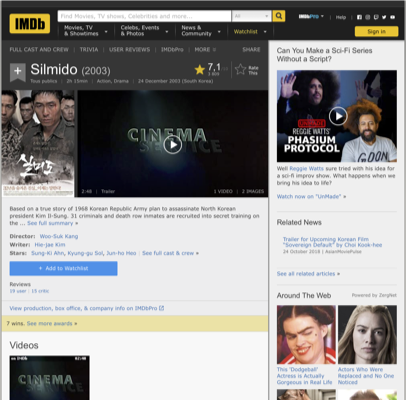 IMDb
Find Movies, TV shows, Celebrities and more...
All
IMDbPro
Help
Movies, TV
& Showtimes
Celebs, Events
& Photos
News &
Community
Watchlist
Sign in
FULL CAST AND CREW | TRIVIA | USER REVIEWS | IMDbPro | MORE
SHARE
Silmido (2003)
7,1
Rate
This
Tous publics | 2h 15min | Action, Drama | 24 December 2003 (South Korea)
실미도
CINEMA
SERVICE
2:48 | Trailer
1 VIDEO | 2 IMAGES
Based on a true story of 1968 Korean Republic Army plan to assassinate North Korean
president Kim Il-Sung. 31 criminals and death row inmates are recruited into secret training on
the ... See full summary »
Director: Woo-Suk Kang
Writer: Hie-jae Kim
Stars: Sung-Ki Ahn, Kyung-gu Sol, Jun-ho Heo | See full cast & crew »
+ Add to Watchlist
Reviews
19 user | 15 critic
View production, box office, & company info on IMDbPro
7 wins. See more awards »
Videos
CINEMA
Can You Make a Sci-Fi Series
Without a Script?
REGGIE WATTS'
PHASIUM
PROTOCOL
Well Reggie Watts sure tried with his idea for
a sci-fi improv show. What happens when we
bring his idea to life?
Watch now on "UnMade" »
Related News
Trailer for Upcoming Korean Film
"Sovereign Default" by Choi Kook-hee
24 October 2018 | AsianMoviePulse
See all related articles »
Around The Web
Powered by ZergNet
This 'Dodgeball'
Actress is Actually
Gorgeous in Real Life
Actors Who Were
Replaced and No One
Noticed